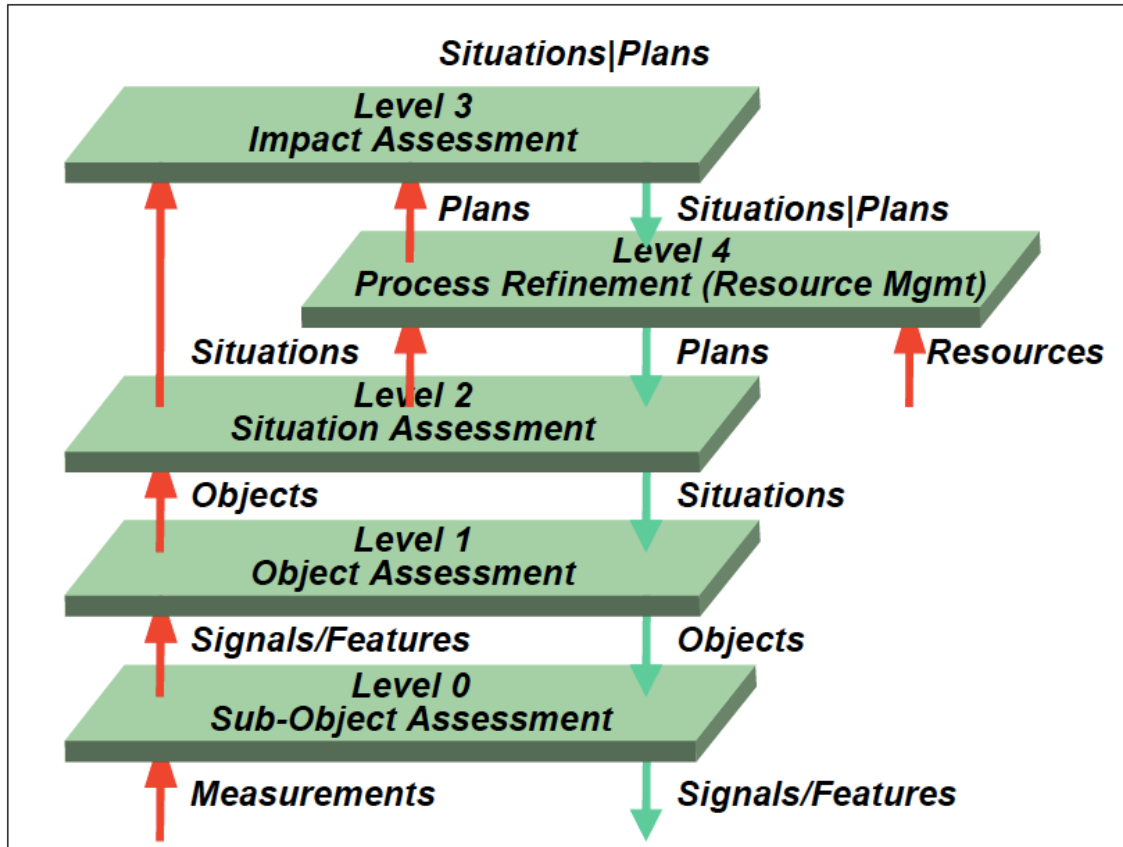 Situations|Plans
Level 3
Impact Assessment
Plans
Situations|Plans
Level 4
Process Refinement (Resource Mgmt)
Situations
Plans
Resources
Level 2
Situation Assessment
Objects
Situations
Level 1
Object Assessment
Signals/Features
Objects
Level 0
Sub-Object Assessment
Measurements
Signals/Features